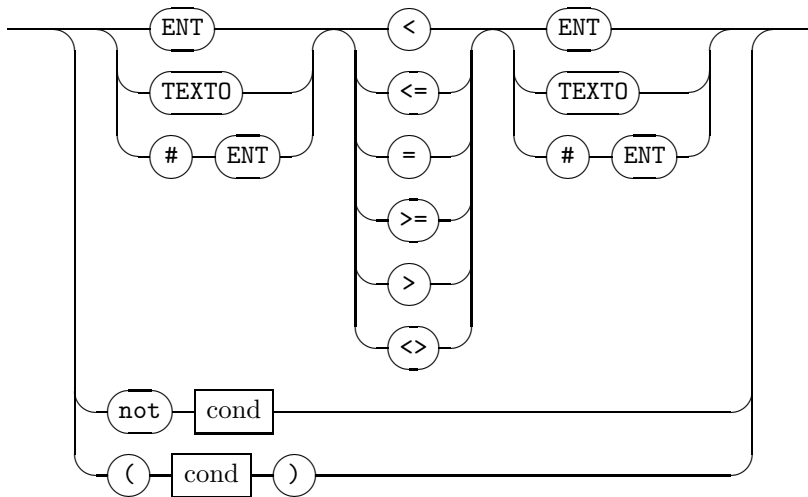 ENT < ENT
TEXTO <= TEXTO
# ENT = # ENT
>=
>
<>
not cond
( cond )